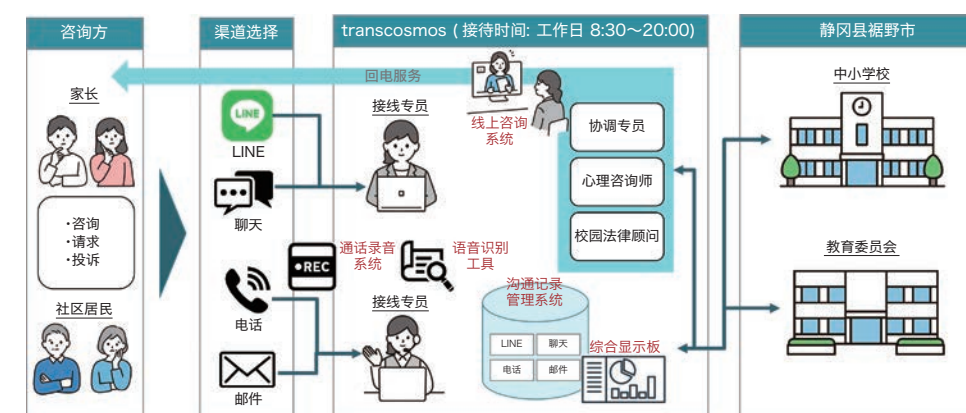 咨询方
渠道选择
transcosmos ( 接待时间: 工作日 8:30～20:00)
静冈县裾野市
回电服务
家长
·咨询
·请求
·投诉
社区居民
LINE
LINE
聊天
电话
邮件
接线专员
线上咨询
系统
协调专员
心理咨询师
校园法律顾问
REC
通话录音
系统
语音识别
工具
接线专员
沟通记录
管理系统
LINE
聊天
电话
邮件
综合显示板
中小学校
教育委员会